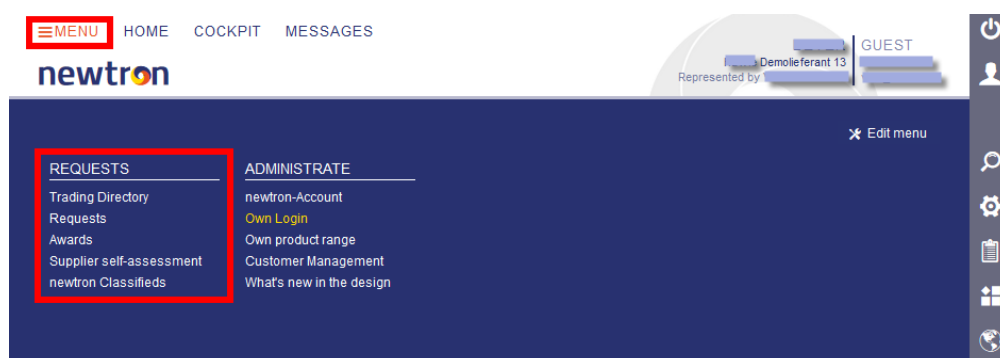 MENU HOME COCKPIT MESSAGES
GUEST
Demolieferant 13
newtron
Represented by
Edit menu
REQUESTS
Trading Directory
Requests
Awards
Supplier self-assessment
newtron Classifieds
ADMINISTRATE
newtron-Account
Own Login
Own product range
Customer Management
What's new in the design